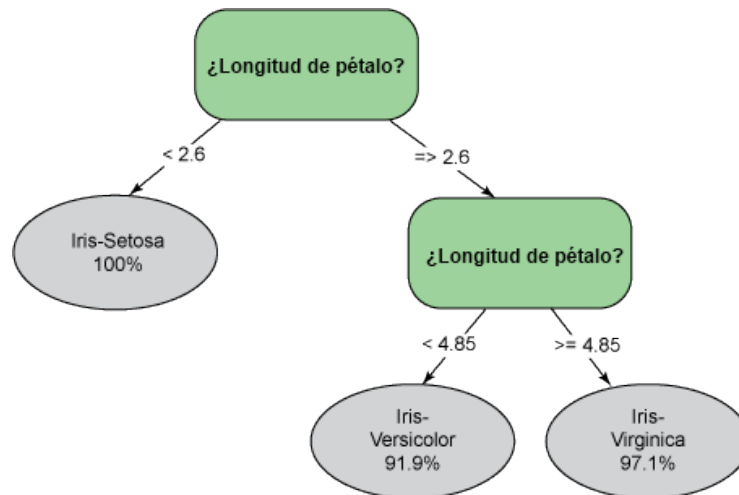 ¿Longitud de pétalo?
< 2.6
=> 2.6
Iris-Setosa
100%
¿Longitud de pétalo?
< 4.85
>= 4.85
Iris-
Versicolor
91.9%
Iris-
Virginica
97.1%